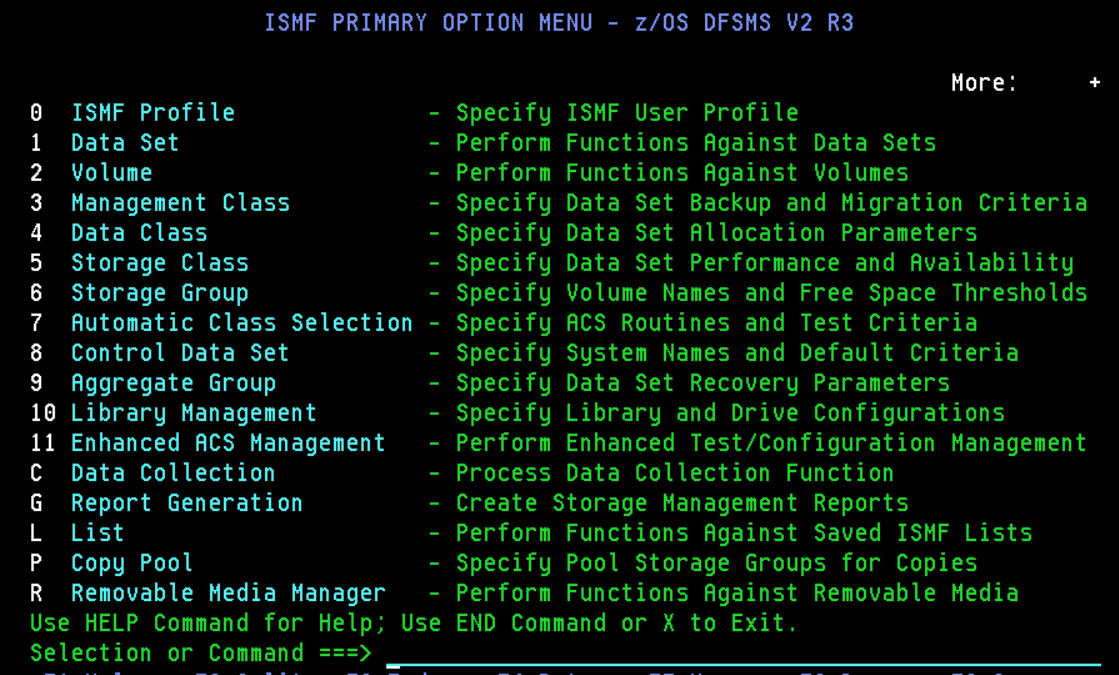 ISMF PRIMARY OPTION MENU - z/OS DFSMS V2 R3
More:     +
0  ISMF Profile              - Specify ISMF User Profile
1  Data Set                  - Perform Functions Against Data Sets
2  Volume                    - Perform Functions Against Volumes
3  Management Class          - Specify Data Set Backup and Migration Criteria
4  Data Class                - Specify Data Set Allocation Parameters
5  Storage Class             - Specify Data Set Performance and Availability
6  Storage Group             - Specify Volume Names and Free Space Thresholds
7  Automatic Class Selection - Specify ACS Routines and Test Criteria
8  Control Data Set          - Specify System Names and Default Criteria
9  Aggregate Group           - Specify Data Set Recovery Parameters
10 Library Management        - Specify Library and Drive Configurations
11 Enhanced ACS Management   - Perform Enhanced Test/Configuration Management
C  Data Collection           - Process Data Collection Function
G  Report Generation         - Create Storage Management Reports
L  List                      - Perform Functions Against Saved ISMF Lists
P  Copy Pool                 - Specify Pool Storage Groups for Copies
R  Removable Media Manager   - Perform Functions Against Removable Media
Use HELP Command for Help; Use END Command or X to Exit.
Selection or Command ===>